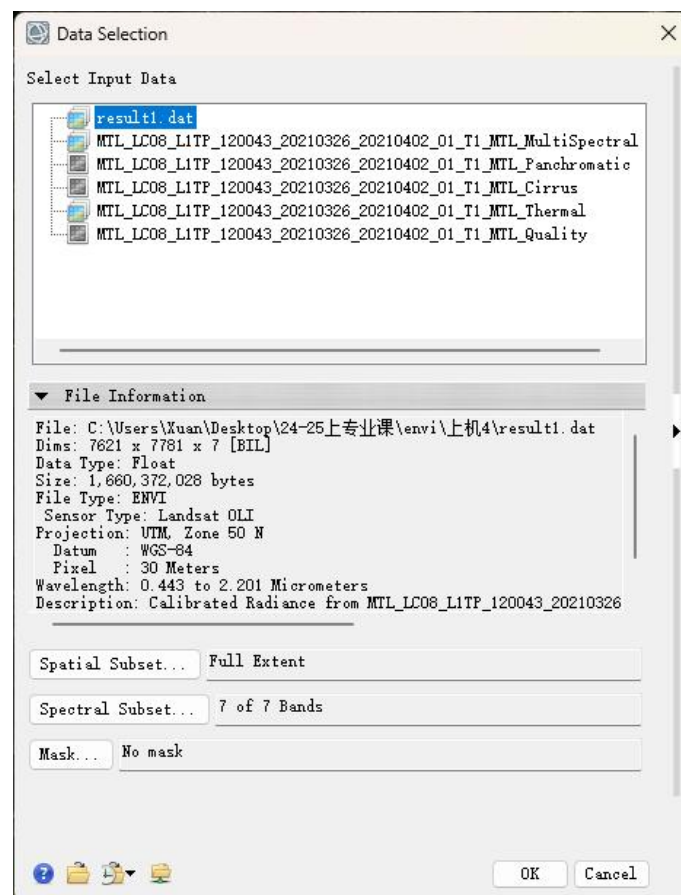 Data Selection
Select Input Data
result1.dat
MTL_LC08_L1TP_120043_20210326_20210402_01_T1_MTL_MultiSpectral
MTL_LC08_L1TP_120043_20210326_20210402_01_T1_MTL_Panchromatic
MTL_LC08_L1TP_120043_20210326_20210402_01_T1_MTL_Cirrus
MTL_LC08_L1TP_120043_20210326_20210402_01_T1_MTL_Thermal
MTL_LC08_L1TP_120043_20210326_20210402_01_T1_MTL_Quality
File Information
File: C:\Users\Xuan\Desktop\24-25上专业课\envi\上机4\result1.dat
Dims: 7621 x 7781 x 7 [BIL]
Data Type: Float
Size: 1,660,372,028 bytes
File Type: ENVI
Sensor Type: Landsat OLI
Projection: UTM, Zone 50 N
Datum : WGS-84
Pixel : 30 Meters
Wavelength: 0.443 to 2.201 Micrometers
Description: Calibrated Radiance from MTL_LC08_L1TP_120043_20210326
Spatial Subset... Full Extent
Spectral Subset... 7 of 7 Bands
Mask... No mask
OK Cancel